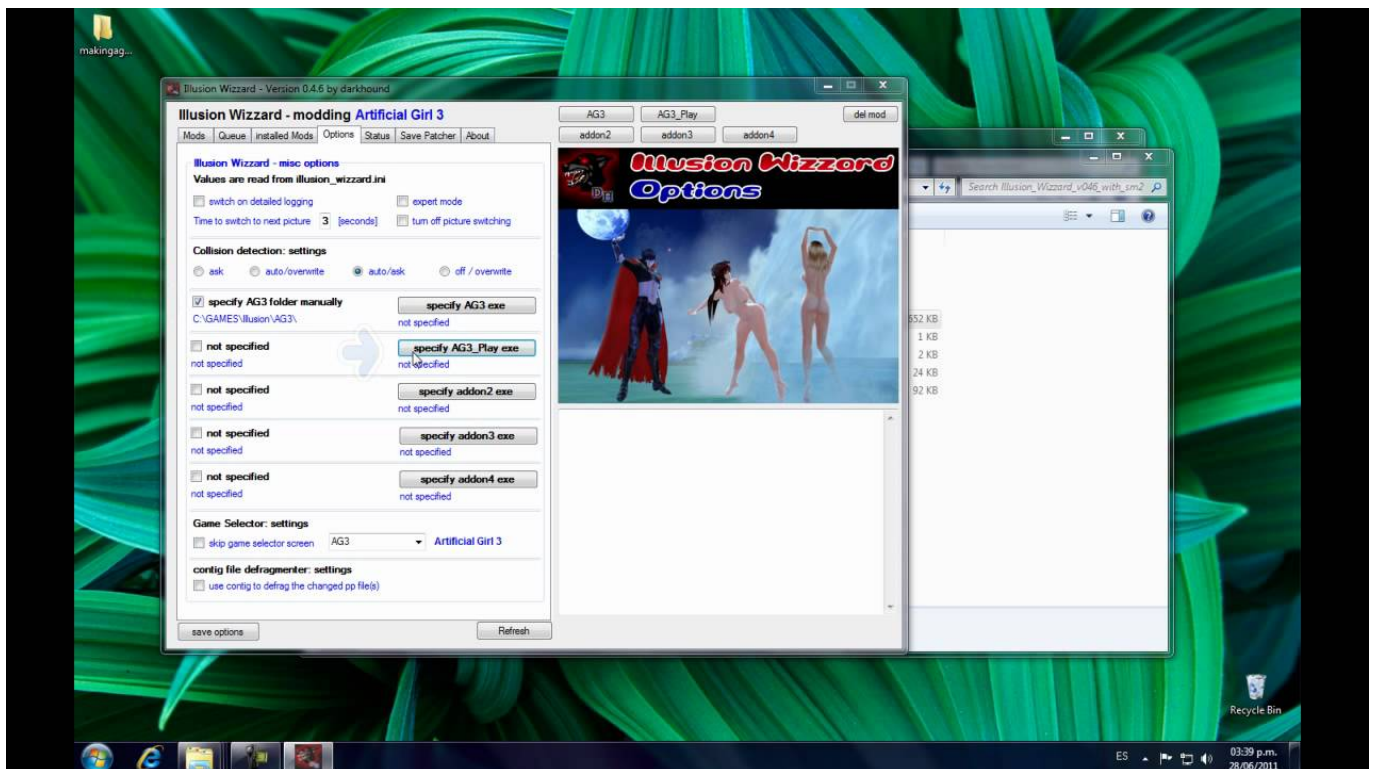 makingag...
Illusion Wizzard - Version 0.4.6 by darkhound
Illusion Wizzard - modding Artificial Girl 3
Mods Queue installed Mods Options Status Save Patcher About
Illusion Wizzard - misc options
Values are read from illusion_wizzard.ini
switch on detailed logging
expert mode
Time to switch to next picture 3 [seconds]
turn off picture switching
Collision detection: settings
ask auto/overwrite auto/ask off / overwrite
specify AG3 folder manually
specify AG3 exe
C:\GAMES\Illusion\AG3\
not specified
not specified
specify AG3_Play exe
not specified
not specified
not specified
specify addon2 exe
not specified
not specified
not specified
specify addon3 exe
not specified
not specified
not specified
specify addon4 exe
not specified
not specified
Game Selector: settings
skip game selector screen AG3 Artificial Girl 3
contig file defragmenter: settings
use contig to defrag the changed pp file(s)
save options
Refresh
AG3 AG3_Play del mod
addon2 addon3 addon4
Illusion Wizzard
DH
Options
Search Illusion_Wizzard_v046_with_sm2
552 KB
1 KB
2 KB
24 KB
92 KB
Recycle Bin
ES
03:39 p.m.
28/06/2011